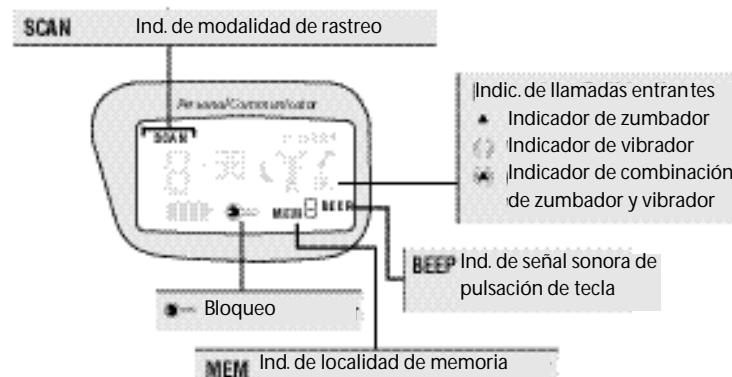 SCAN Ind. de modalidad de rastreo
Personal Communicator
SCAN
Indic. de llamadas entrantes
Indicador de zumbador
Indicador de vibrador
Indicador de combinación
de zumbador y vibrador
MEM BEEP
BEEP Ind. de señal sonora de
pulsación de tecla
Bloqueo
MEM Ind. de localidad de memoria